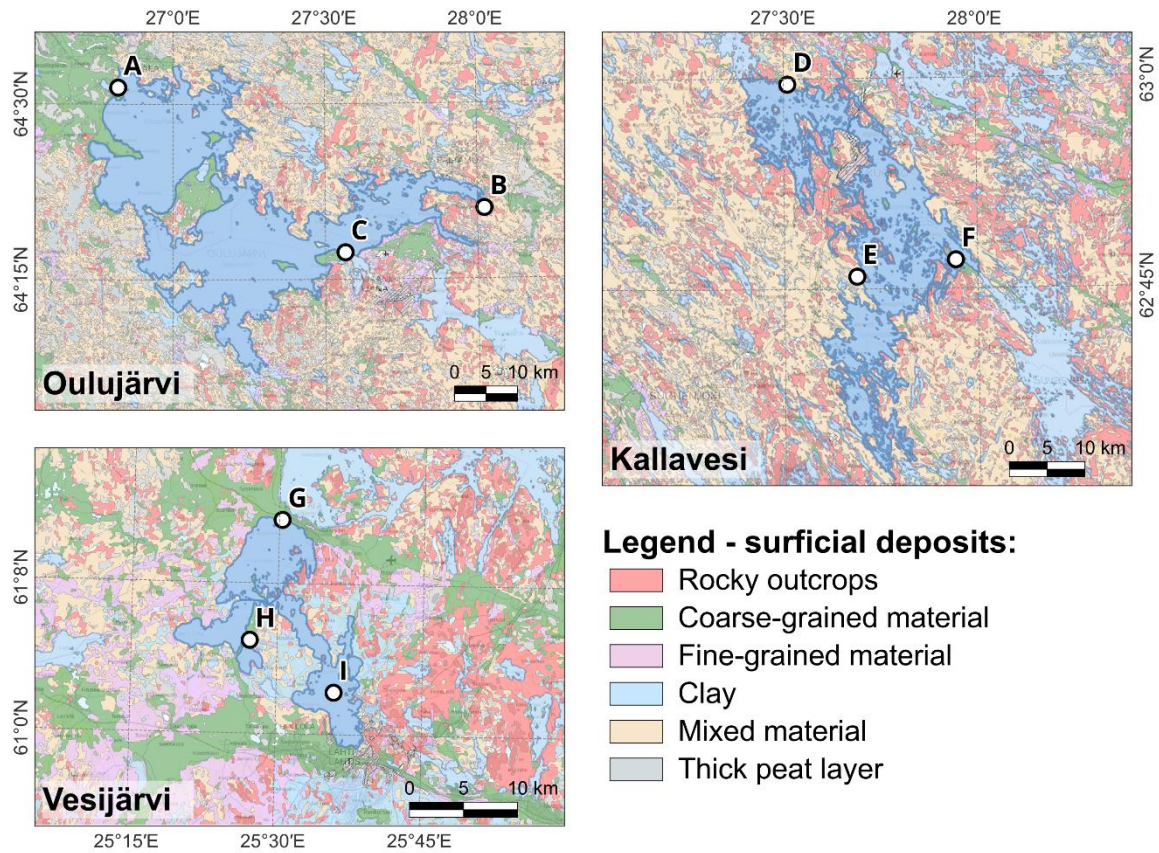 27°0'E 27°30'E 28°0'E
64°30'N
64°15'N
A
B
C
Oulujärvi
0 5 10 km
27°30'E 28°0'E
63°0'N
62°45'N
D
E
F
Kallavesi
0 5 10 km
61°8'N
61°0'N
G
H
I
LAHTI
Vesijärvi
0 5 10 km
25°15'E 25°30'E 25°45'E
Legend - surficial deposits:
Rocky outcrops
Coarse-grained material
Fine-grained material
Clay
Mixed material
Thick peat layer